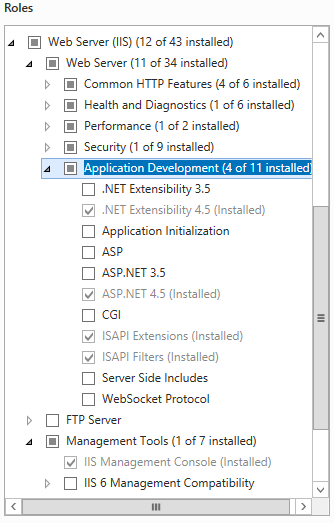 Roles
Web Server (IIS) (12 of 43 installed)
Web Server (11 of 34 installed)
Common HTTP Features (4 of 6 installed)
Health and Diagnostics (1 of 6 installed)
Performance (1 of 2 installed)
Security (1 of 9 installed)
Application Development (4 of 11 installed)
.NET Extensibility 3.5
.NET Extensibility 4.5 (Installed)
Application Initialization
ASP
ASP.NET 3.5
ASP.NET 4.5 (Installed)
CGI
ISAPI Extensions (Installed)
ISAPI Filters (Installed)
Server Side Includes
WebSocket Protocol
FTP Server
Management Tools (1 of 7 installed)
IIS Management Console (Installed)
IIS 6 Management Compatibility